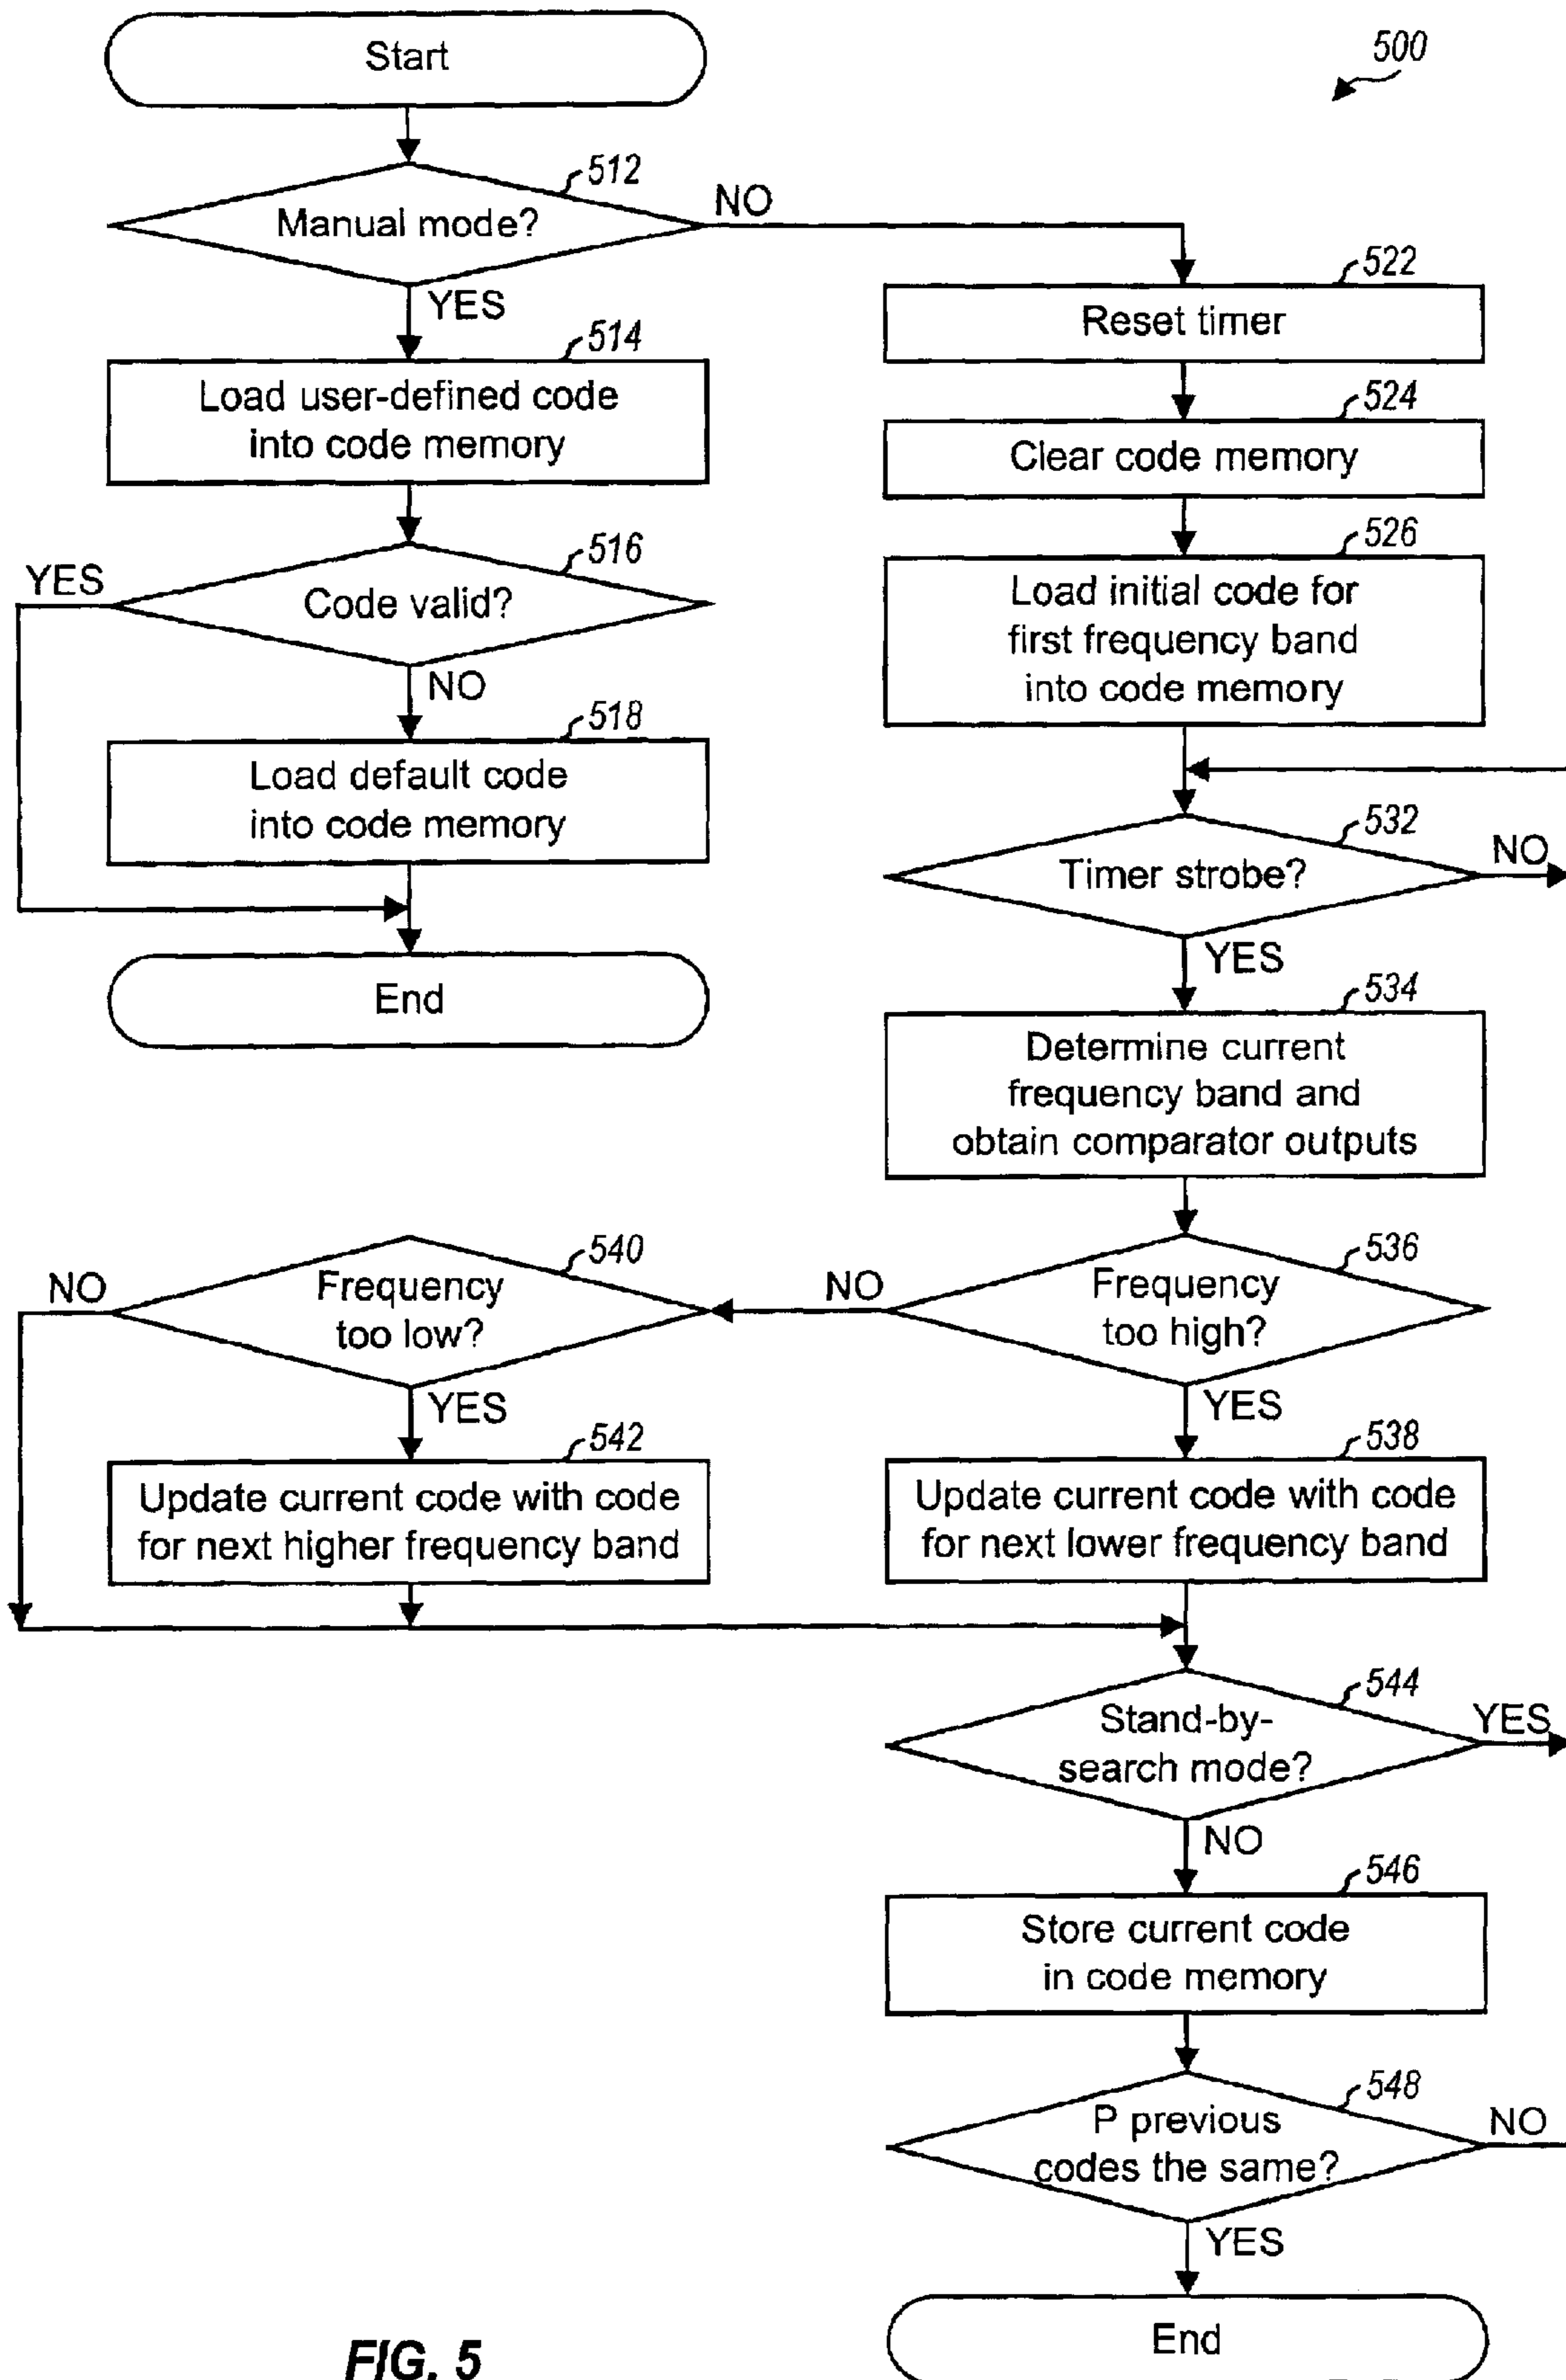 Start
500
512
Manual mode?
NO
YES
514
Load user-defined code
into code memory
516
YES
Code valid?
NO
518
Load default code
into code memory
End
522
Reset timer
524
Clear code memory
526
Load initial code for
first frequency band
into code memory
532
Timer strobe?
NO
YES
534
Determine current
frequency band and
obtain comparator outputs
536
Frequency
too high?
NO
YES
540
Frequency
too low?
NO
YES
542
Update current code with code
for next higher frequency band
538
Update current code with code
for next lower frequency band
544
Stand-by-
search mode?
YES
NO
546
Store current code
in code memory
548
P previous
codes the same?
NO
YES
End
FIG. 5